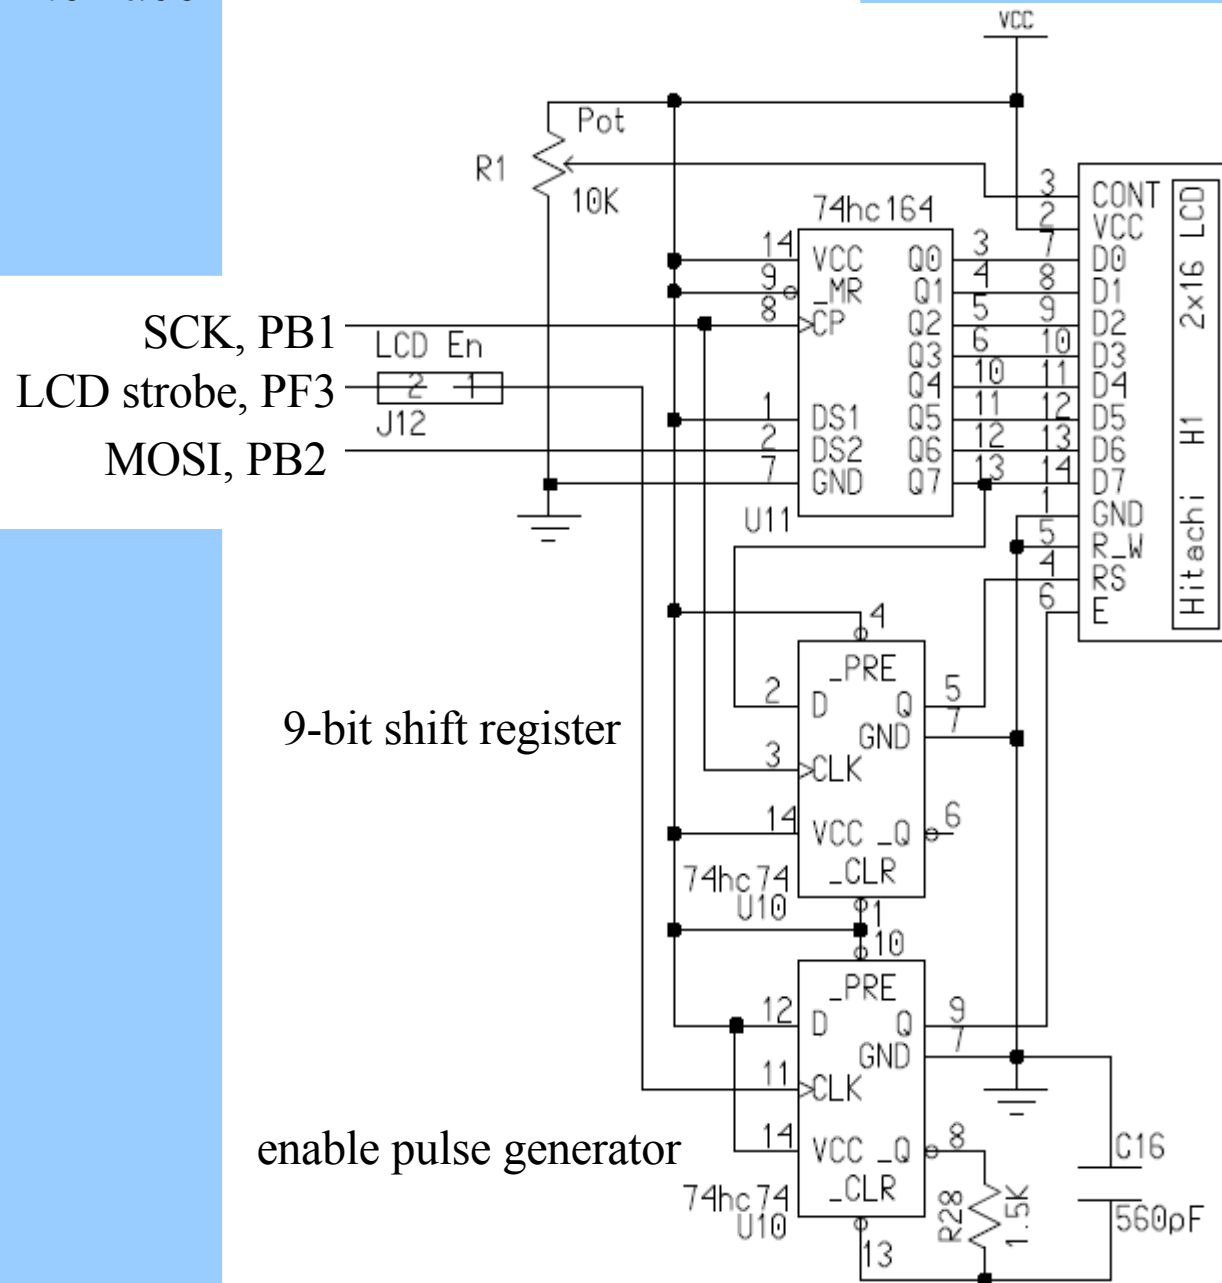 VCC
Pot
R1
10K
74hc164
14 VCC Q0 3
9 _MR Q1 4
8 CP Q2 5
Q3 6
Q4 10
1 DS1 Q5 11
2 DS2 Q6 12
7 GND Q7 13
U11
3 CONT
2 VCC
7 D0
8 D1
9 D2
10 D3
11 D4
12 D5
13 D6
14 D7
1 GND
5 R_W
4 RS
6 E
Hitachi H1 2x16 LCD
SCK, PB1
LCD En
LCD strobe, PF3
2 1
J12
MOSI, PB2
9-bit shift register
4
_PRE
2 D Q 5
GND 7
3 CLK
14 VCC _Q 6
_CLR
74hc74
U10
1
10
_PRE
12 D Q 9
GND 7
11 CLK
enable pulse generator
14 VCC _Q 8
_CLR
74hc74
U10
13
R28
1.5K
C16
560pF